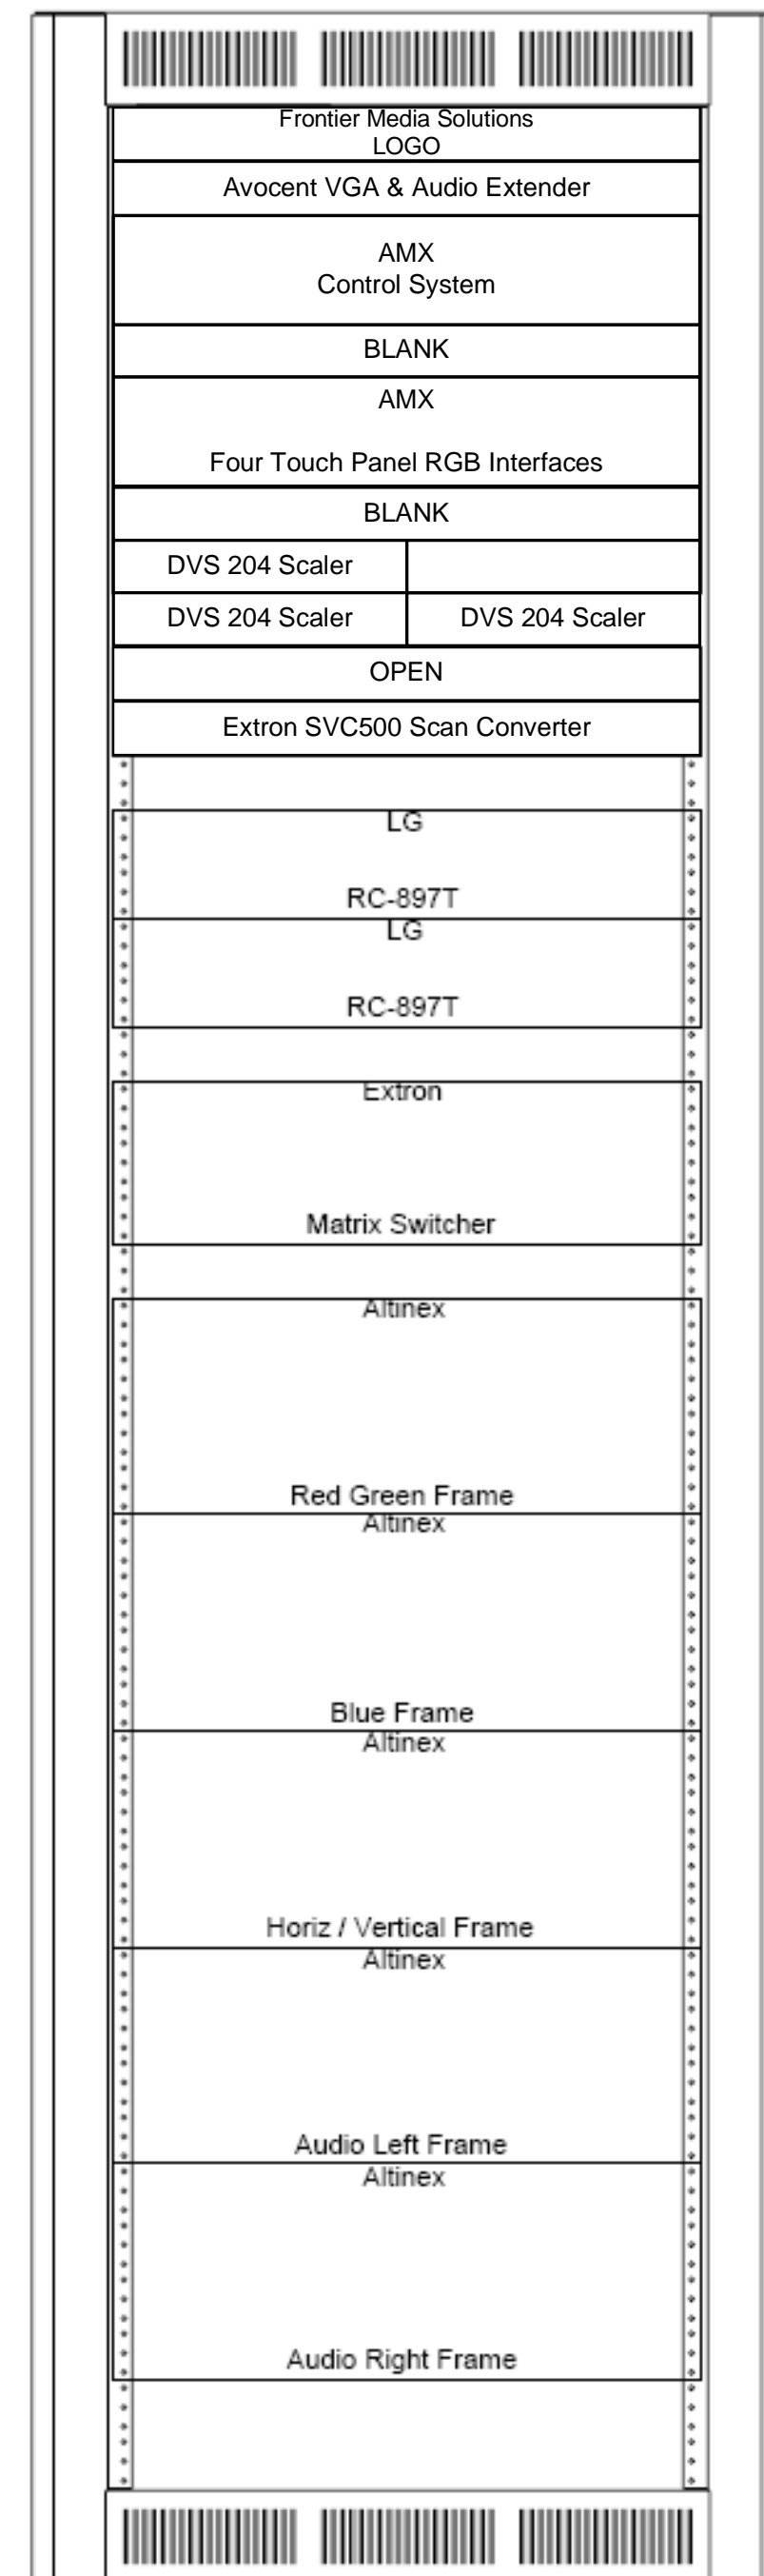 Frontier Media Solutions
LOGO
Avocent VGA & Audio Extender
AMX
Control System
BLANK
AMX
Four Touch Panel RGB Interfaces
BLANK
DVS 204 Scaler
DVS 204 Scaler DVS 204 Scaler
OPEN
Extron SVC500 Scan Converter
LG
RC-897T
LG
RC-897T
Extron
Matrix Switcher
Altinex
Red Green Frame
Altinex
Blue Frame
Altinex
Horiz / Vertical Frame
Altinex
Audio Left Frame
Altinex
Audio Right Frame